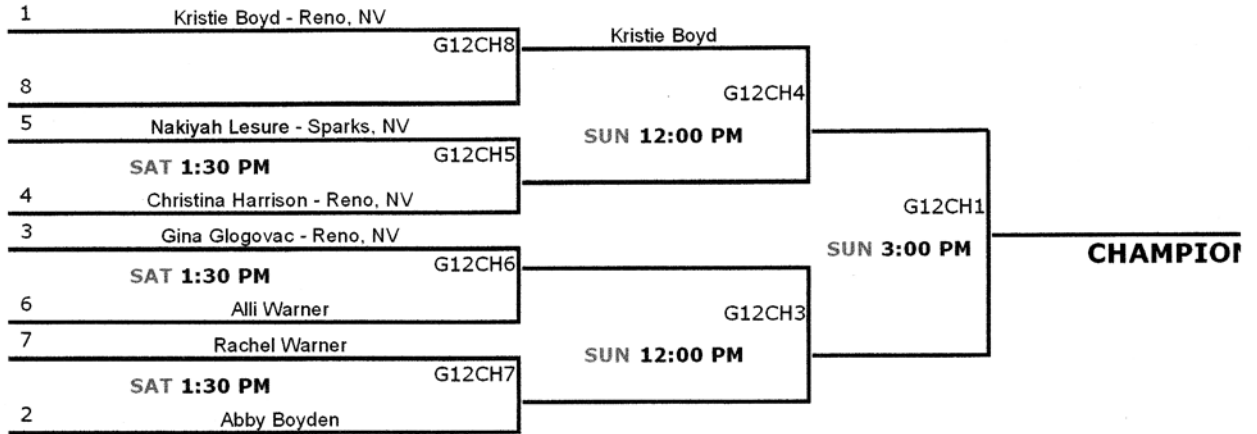 1 Kristie Boyd - Reno, NV
G12CH8
8
Kristie Boyd
G12CH4
SUN 12:00 PM
5 Nakiyah Lesure - Sparks, NV
SAT 1:30 PM G12CH5
4 Christina Harrison - Reno, NV
G12CH1
SUN 3:00 PM
CHAMPION
3 Gina Glogovac - Reno, NV
SAT 1:30 PM G12CH6
6 Alli Warner
G12CH3
SUN 12:00 PM
7 Rachel Warner
SAT 1:30 PM G12CH7
2 Abby Boyden